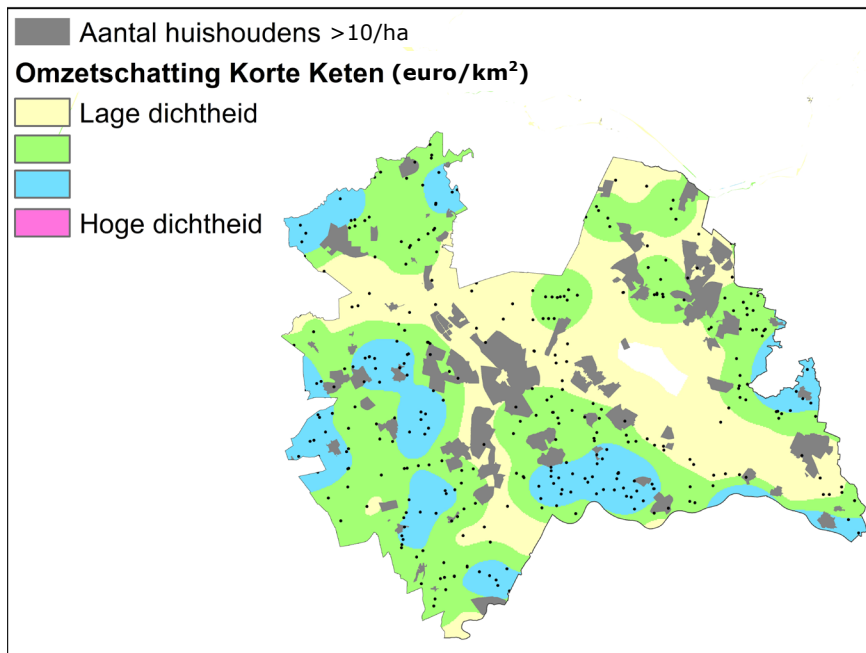 Aantal huishoudens >10/ha
Omzetschatting Korte Keten (euro/km²)
Lage dichtheid
Hoge dichtheid